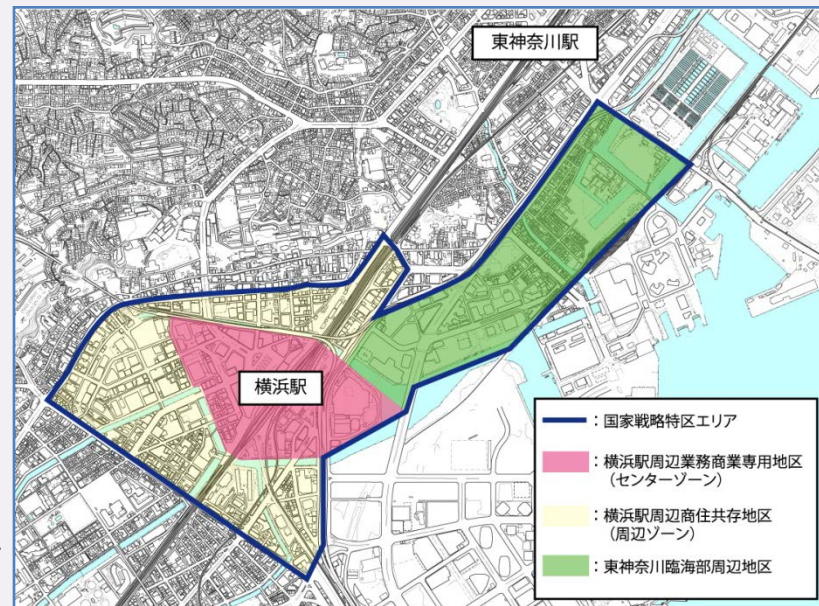 東神奈川駅
横浜駅
:国家戦略特区エリア
:横浜駅周辺業務商業専用地区
(センターゾーン)
:横浜駅周辺商住共存地区
(周辺ゾーン)
:東神奈川臨海部周辺地区